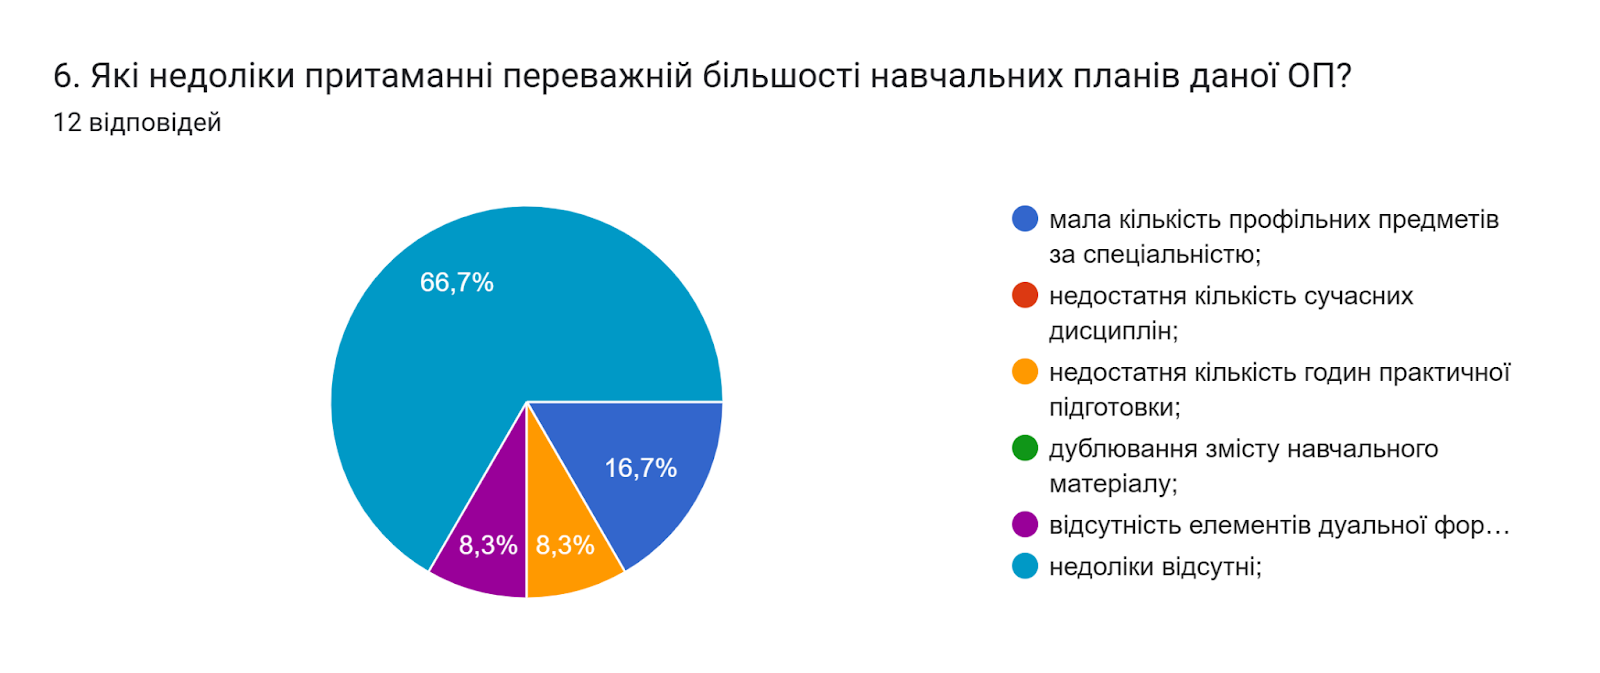 6. Які недоліки притаманні переважній більшості навчальних планів даної ОП?
12 відповідей
66,7%
16,7%
8,3%
8,3%
мала кількість профільних предметів
за спеціальністю;
недостатня кількість сучасних
дисциплін;
недостатня кількість годин практичної
підготовки;
дублювання змісту навчального
матеріалу;
відсутність елементів дуальної фор…
недоліки відсутні;